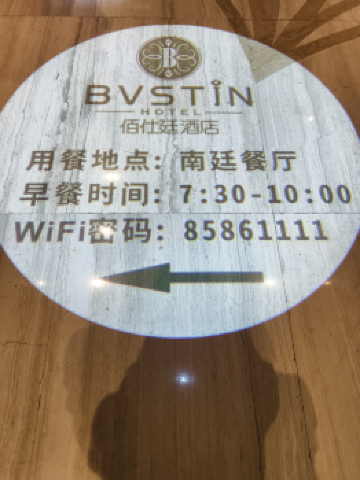 B
BVSTIN
HOTEL
佰仕廷酒店
用餐地点：南廷餐厅
早餐时间：7:30-10:00
WiFi密码：85861111